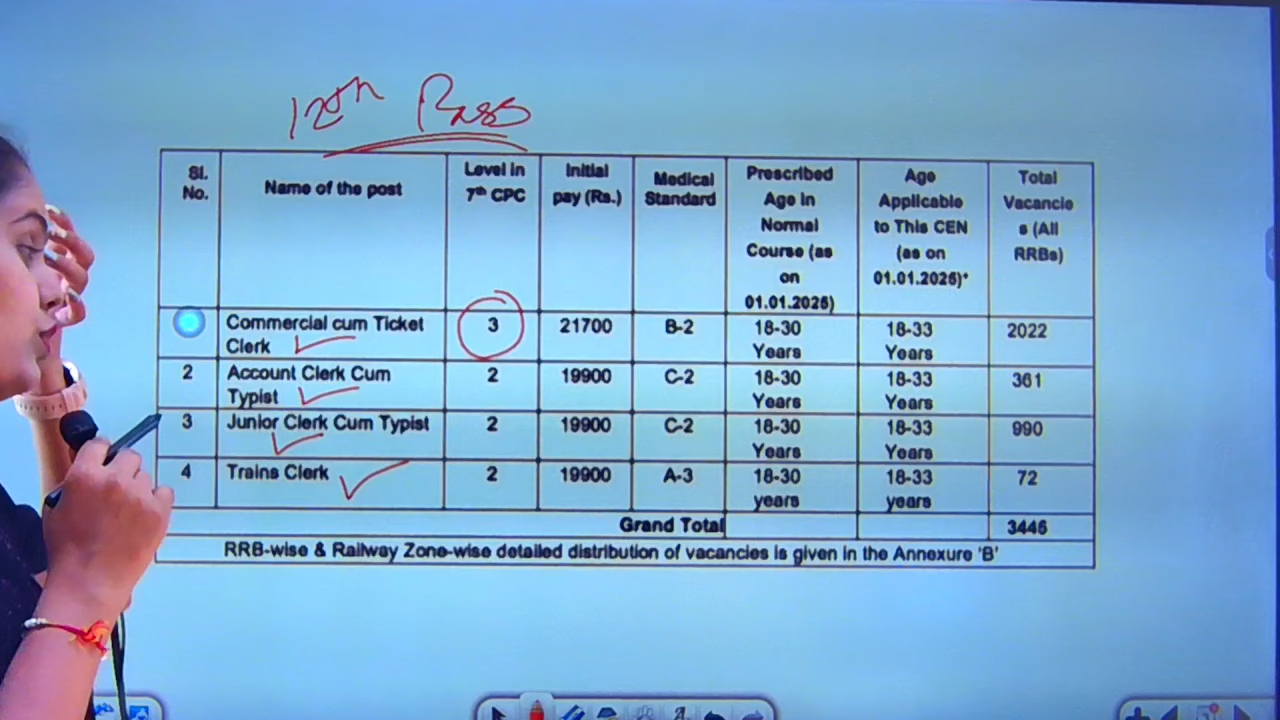 12th Pass
Sl. No. | Name of the post | Level in 7th CPC | Initial pay (Rs.) | Medical Standard | Prescribed Age in Normal Course (as on 01.01.2025) | Age Applicable to This CEN (as on 01.01.2025)* | Total Vacancies (All RRBs)
Commercial cum Ticket Clerk | 3 | 21700 | B-2 | 18-30 Years | 18-33 Years | 2022
2 | Account Clerk Cum Typist | 2 | 19900 | C-2 | 18-30 Years | 18-33 Years | 361
3 | Junior Clerk Cum Typist | 2 | 19900 | C-2 | 18-30 Years | 18-33 Years | 990
4 | Trains Clerk | 2 | 19900 | A-3 | 18-30 years | 18-33 years | 72
Grand Total | 3445
RRB-wise & Railway Zone-wise detailed distribution of vacancies is given in the Annexure 'B'